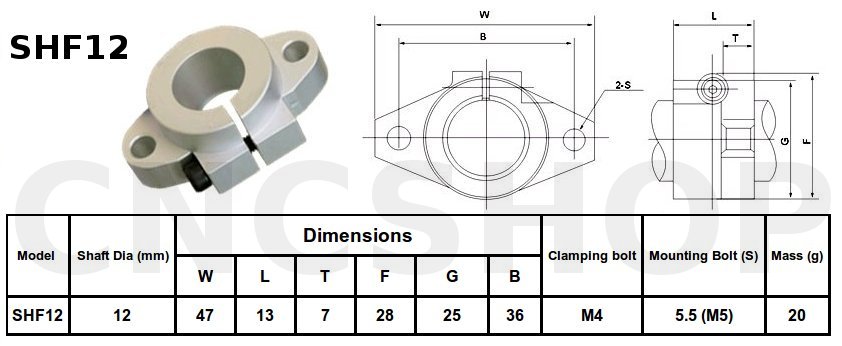 SHF12
W
B
2-S
L
T
G
F
CNCSHOP
Model Shaft Dia (mm) Dimensions Clamping bolt Mounting Bolt (S) Mass (g)
W L T F G B
SHF12 12 47 13 7 28 25 36 M4 5.5 (M5) 20